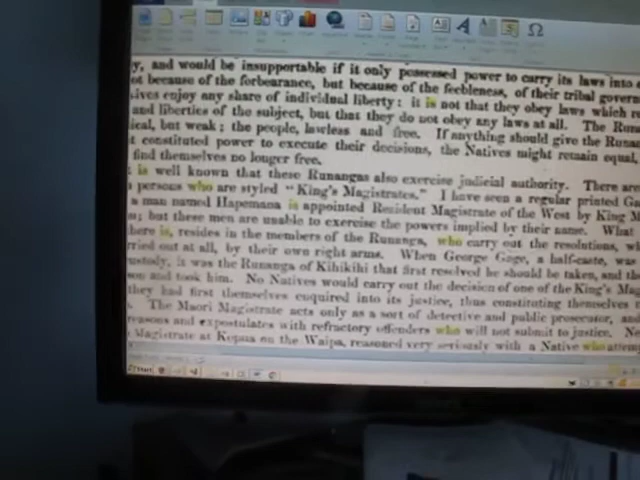 y, and would be insupportable if it only possessed power to carry its laws into
ot because of the forbearance, but because of the feebleness, of their tribal govern
ives enjoy any share of individual liberty: it is not that they obey laws which re
and liberties of the subject, but that they do not obey any laws at all. The Run
ical, but weak; the people, lawless and free. If anything should give the Runa
t constituted power to execute their decisions, the Natives might remain equal,
find themselves no longer free.
t is well known that these Runangas also exercise judicial authority. There are
persons who are styled "King's Magistrates." I have seen a regular printed Ga
a man named Hapemana is appointed Resident Magistrate of the West by King M
; but these men are unable to exercise the powers implied by their name. What
here is, resides in the members of the Runanga, who carry out the resolutions, w
rried out at all, by their own right arms. When George Gage, a half-caste, was
ustody, it was the Runanga of Kihikihi that first resolved he should be taken, and th
son and took him. No Natives would carry out the decision of one of the King's Mag
they had first themselves enquired into its justice, thus constituting themselves
. The Maori Magistrate acts only as a sort of detective and public prosecutor, and
reasons and expostulates with refractory offenders who will not submit to justice. No
Magistrate at Kopua on the Waipa, reasoned very seriously with a Native who attem